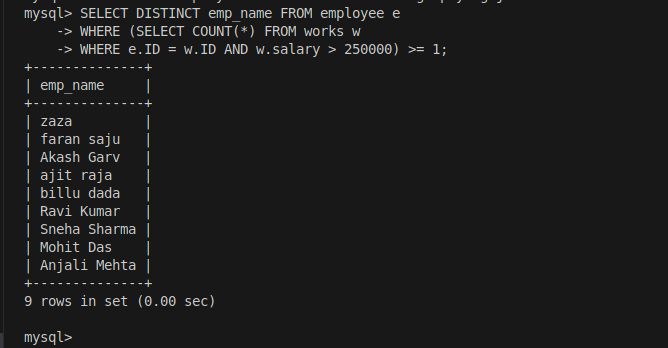 mysql> SELECT DISTINCT emp_name FROM employee e
    -> WHERE (SELECT COUNT(*) FROM works w
    -> WHERE e.ID = w.ID AND w.salary > 250000) >= 1;
+--------------+
| emp_name     |
+--------------+
| zaza         |
| faran saju   |
| Akash Garv   |
| ajit raja    |
| billu dada   |
| Ravi Kumar   |
| Sneha Sharma |
| Mohit Das    |
| Anjali Mehta |
+--------------+
9 rows in set (0.00 sec)

mysql>